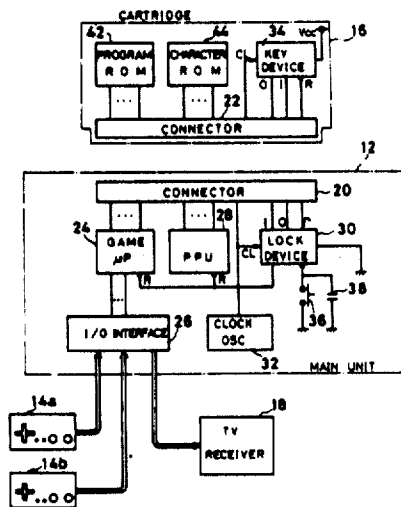 CARTRIDGE
42
44
34
Vcc
16
PROGRAM
ROM
CHARACTER
ROM
KEY
DEVICE
C
O I R
22
CONNECTOR
12
CONNECTOR
20
24
28
I O r
30
GAME
μP
PPU
CL
LOCK
DEVICE
R
R
38
36
I/O INTERFACE
26
CLOCK
OSC
32
MAIN UNIT
14a
18
TV
RECEIVER
14b